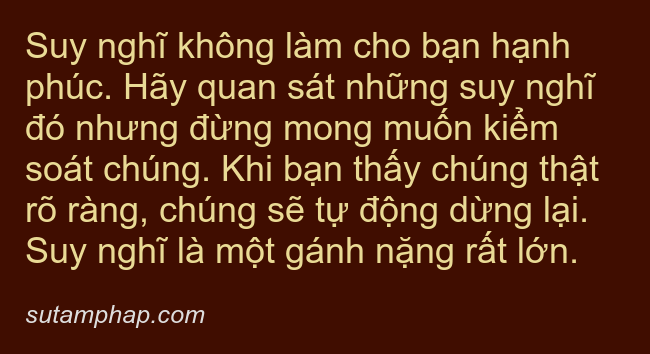 Suy nghĩ không làm cho bạn hạnh
phúc. Hãy quan sát những suy nghĩ
đó nhưng đừng mong muốn kiểm
soát chúng. Khi bạn thấy chúng thật
rõ ràng, chúng sẽ tự động dừng lại.
Suy nghĩ là một gánh nặng rất lớn.
sutamphap.com